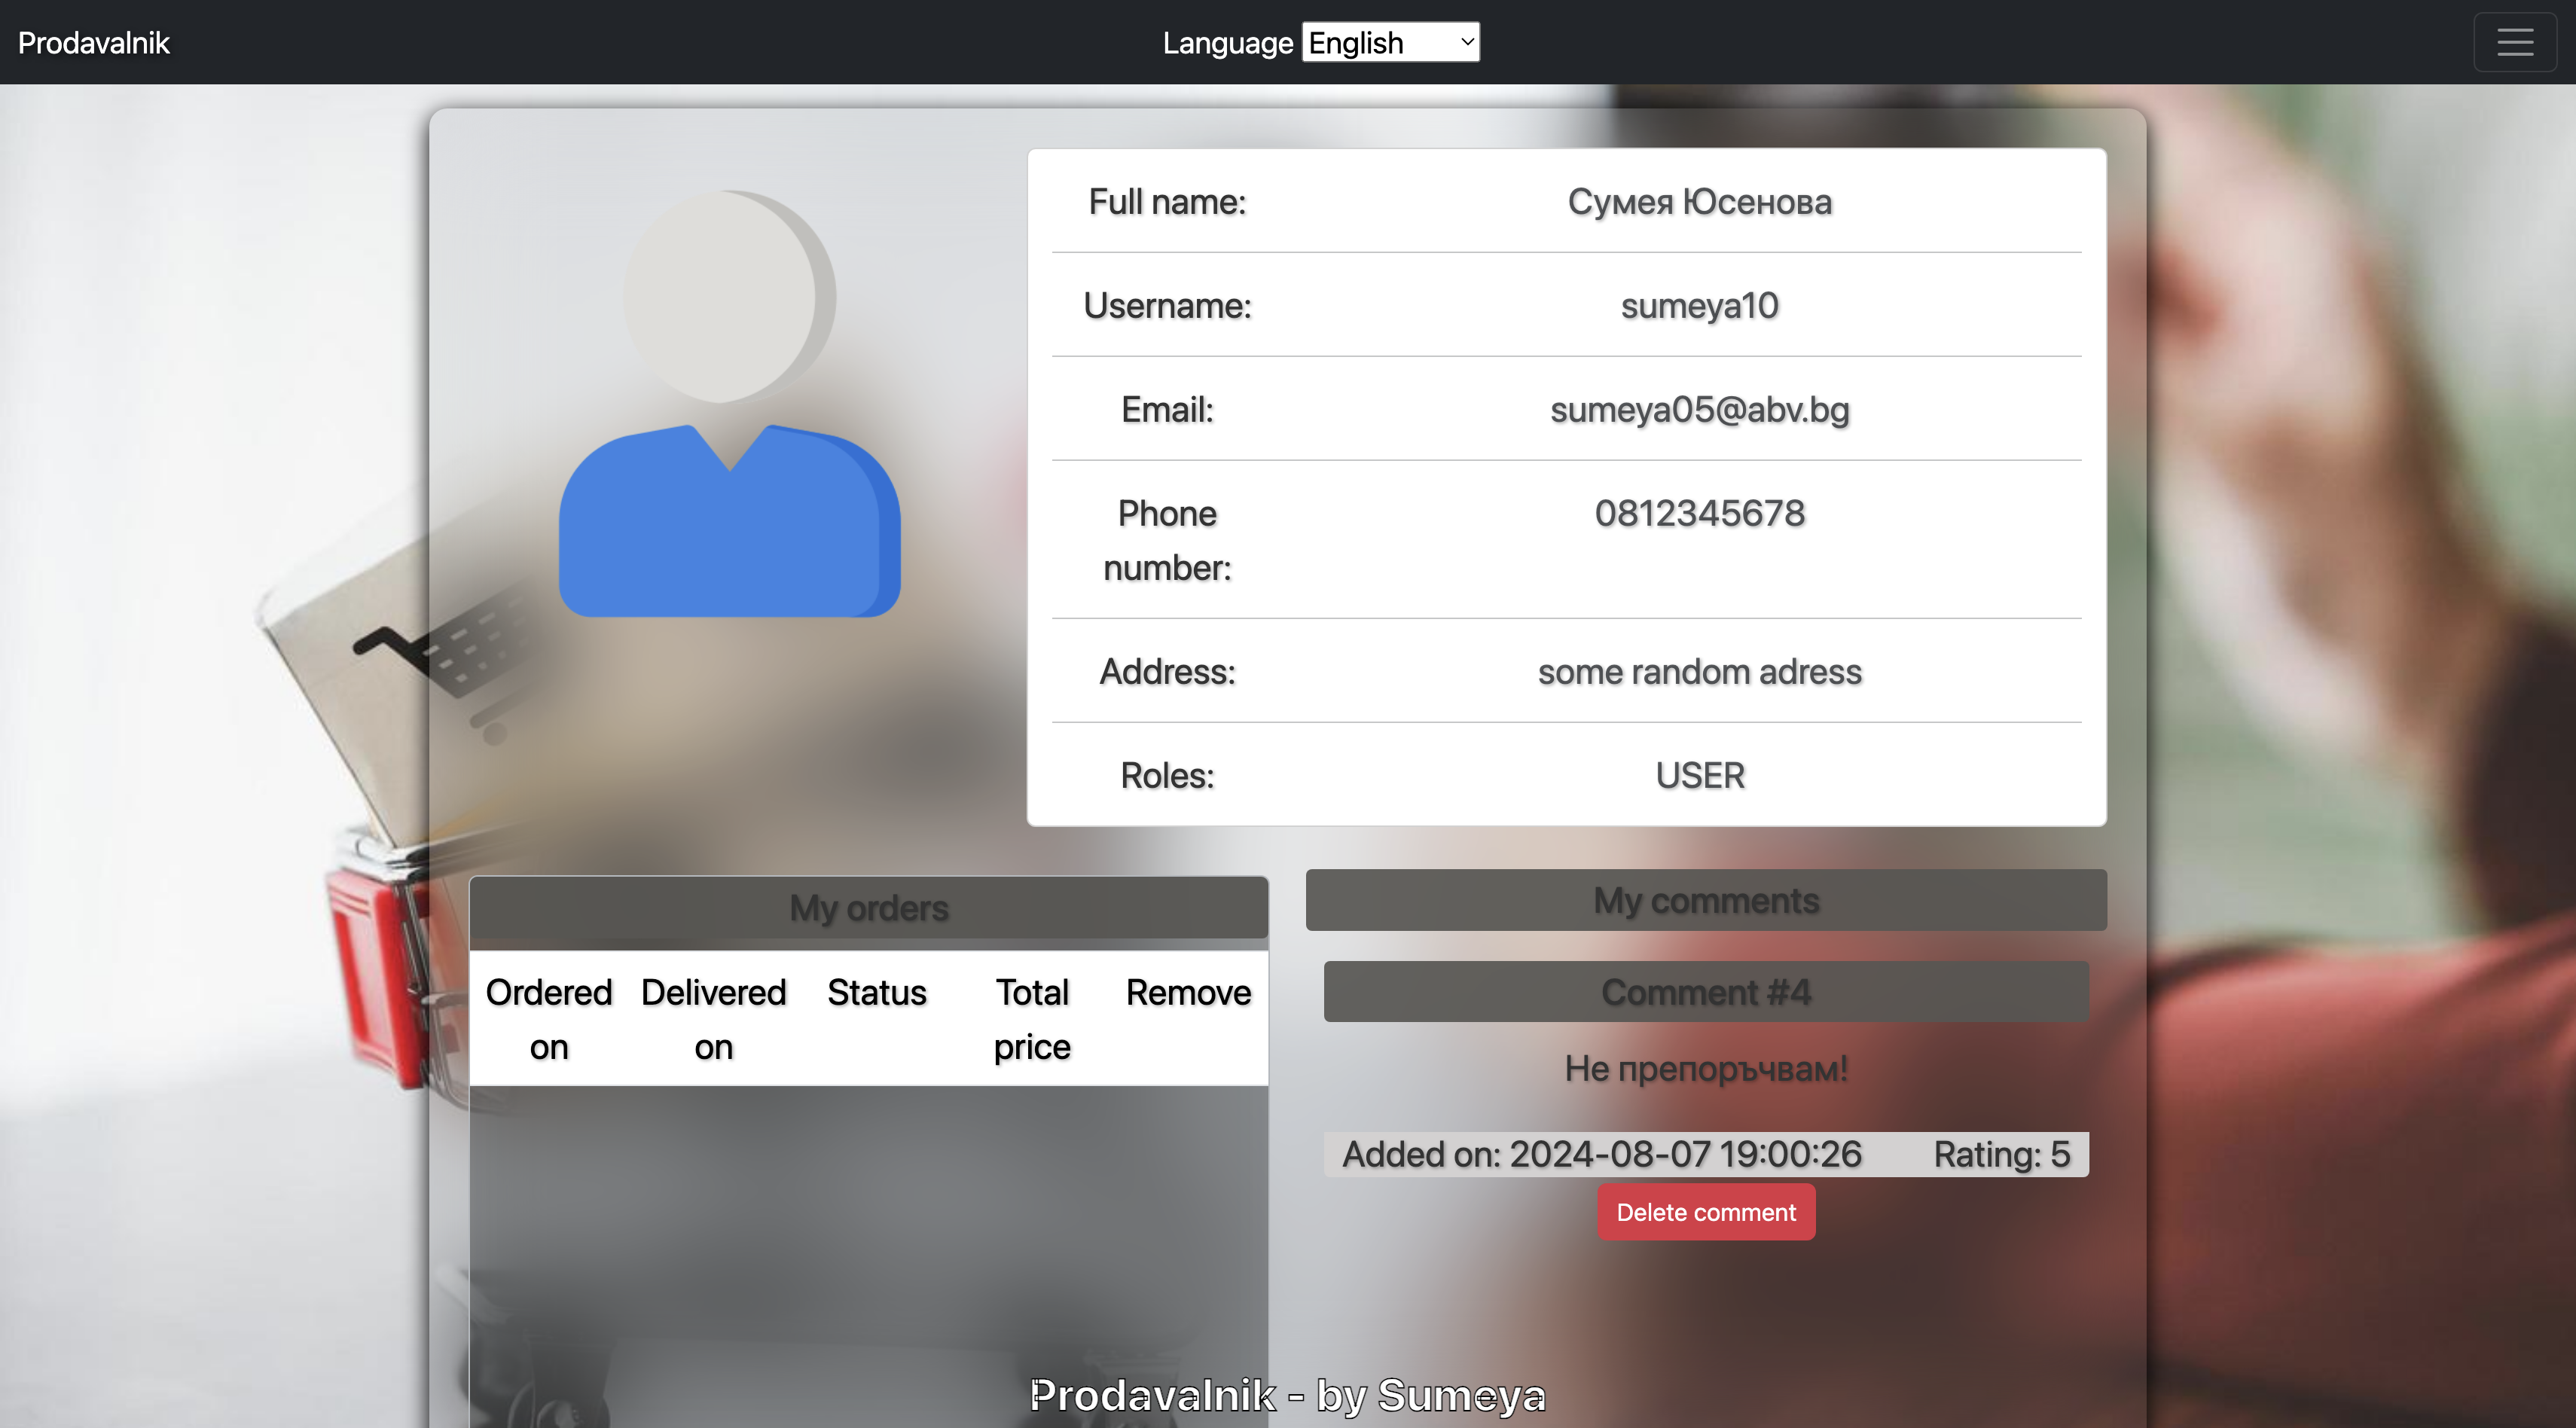 Prodavalnik
Language English
Full name: Сумея Юсенова
Username: sumeya10
Email: sumeya05@abv.bg
Phone number: 0812345678
Address: some random adress
Roles: USER
My orders
Ordered on Delivered on Status Total price Remove
My comments
Comment #4
Не препоръчвам!
Added on: 2024-08-07 19:00:26 Rating: 5
Delete comment
Prodavalnik - by Sumeya